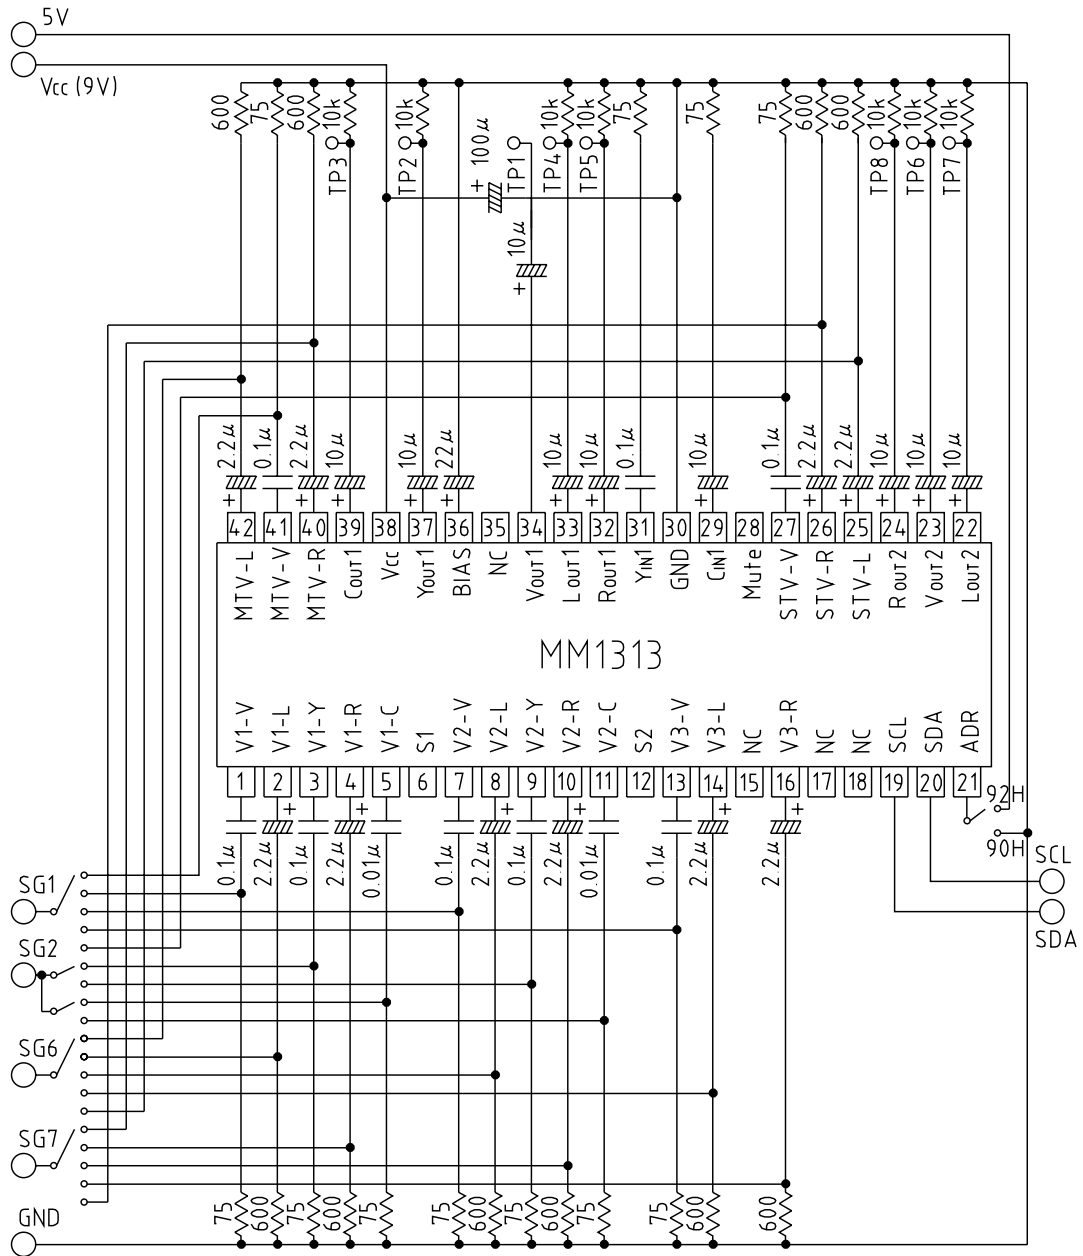 5V
Vcc (9V)
600
75
600
10k
10k
10k
10k
75
75
75
600
600
10k
10k
10k
TP3
TP2
+ 100μ
TP1
TP4
TP5
TP8
TP6
TP7
10μ
+
2.2μ
0.1μ
2.2μ
10μ
10μ
22μ
10μ
10μ
0.1μ
10μ
0.1μ
2.2μ
2.2μ
10μ
10μ
10μ
+ + + + + + + + + + + + +
42 41 40 39 38 37 36 35 34 33 32 31 30 29 28 27 26 25 24 23 22
MTV-L
MTV-V
MTV-R
COUT1
Vcc
YOUT1
BIAS
NC
VOUT1
LOUT1
ROUT1
YIN1
GND
CIN1
Mute
STV-V
STV-R
STV-L
ROUT2
VOUT2
LOUT2
MM1313
V1-V
V1-L
V1-Y
V1-R
V1-C
S1
V2-V
V2-L
V2-Y
V2-R
V2-C
S2
V3-V
V3-L
NC
V3-R
NC
NC
SCL
SDA
ADR
1 2 3 4 5 6 7 8 9 10 11 12 13 14 15 16 17 18 19 20 21
+ + + + + +
0.1μ
2.2μ
0.1μ
2.2μ
0.01μ
0.1μ
2.2μ
0.1μ
2.2μ
0.01μ
0.1μ
2.2μ
2.2μ
92H
90H
SCL
SDA
SG1
SG2
SG6
SG7
GND
75
600
75
600
75
75
600
75
600
75
75
600
600